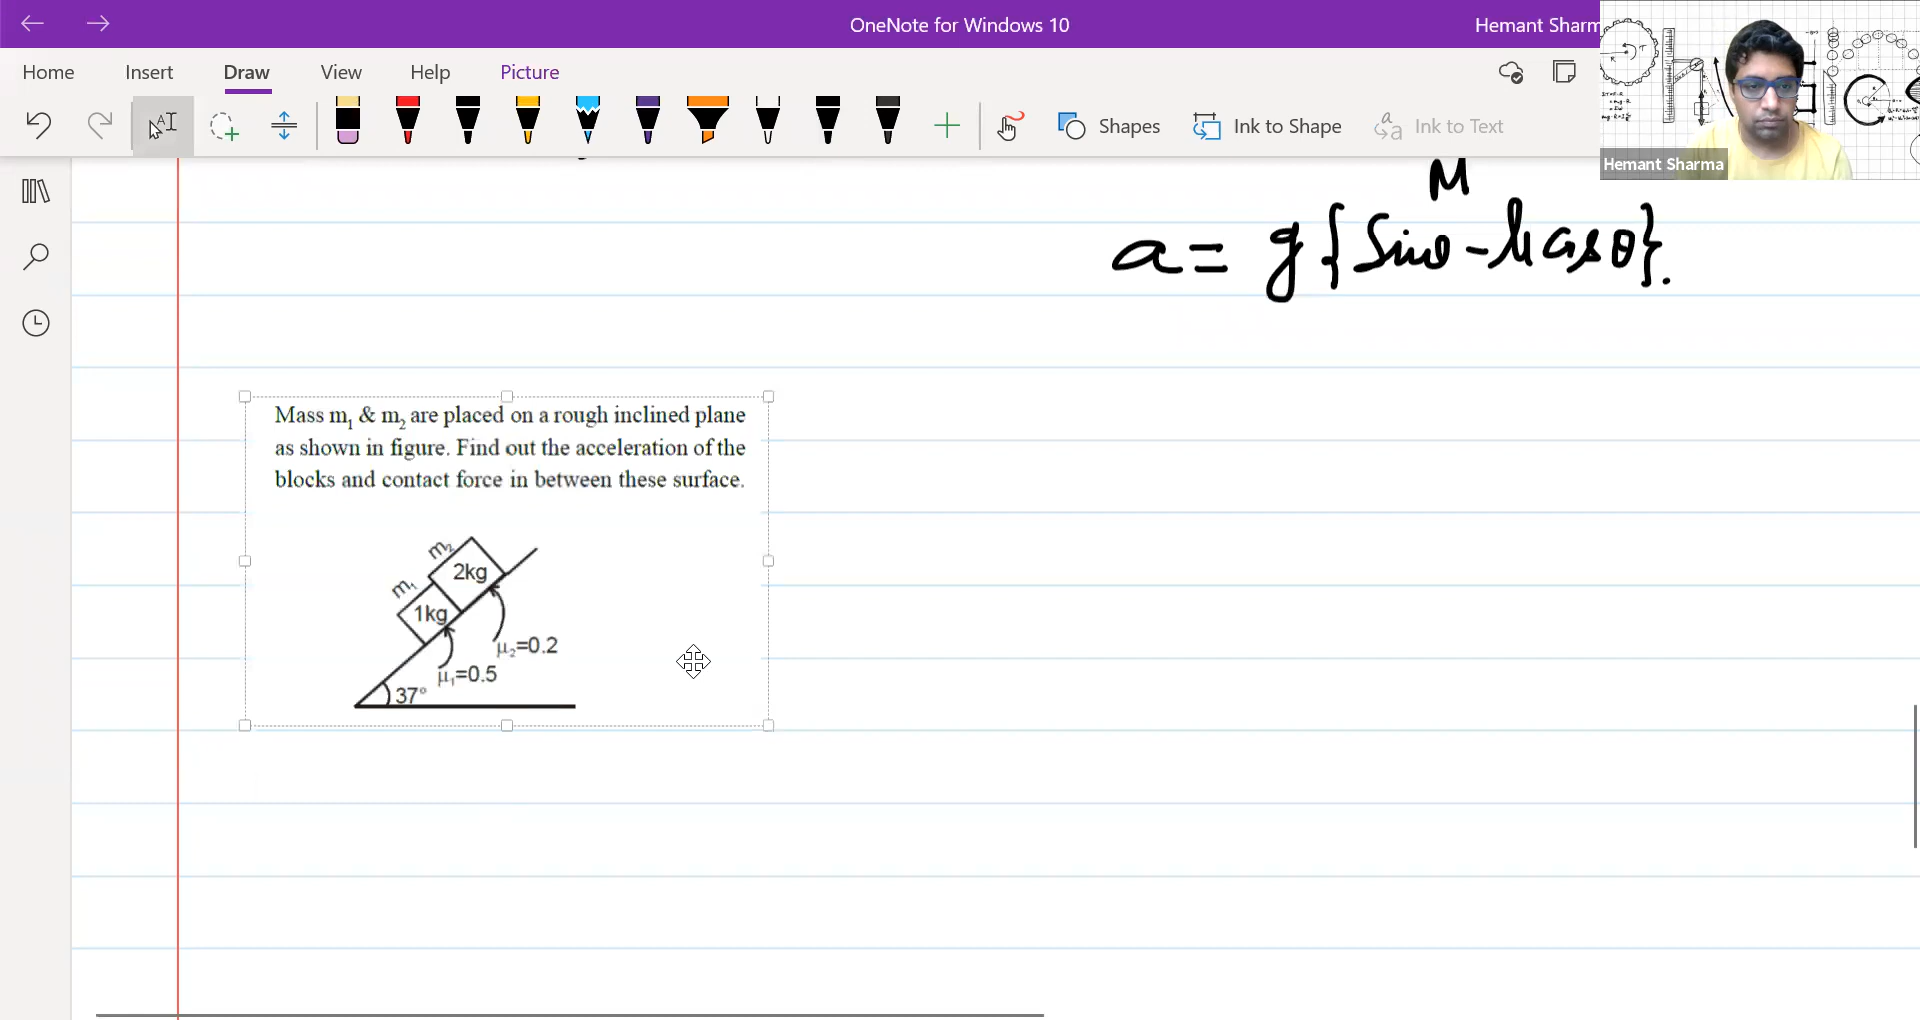 OneNote for Windows 10
Hemant Sharm
Home Insert Draw View Help Picture
Shapes Ink to Shape Ink to Text
Hemant Sharma
M
a = g{Sinθ - μ cosθ}.
Mass m₁ & m₂ are placed on a rough inclined plane
as shown in figure. Find out the acceleration of the
blocks and contact force in between these surface.
m₂
2kg
m₁
1kg
μ₂=0.2
μ₁=0.5
37°